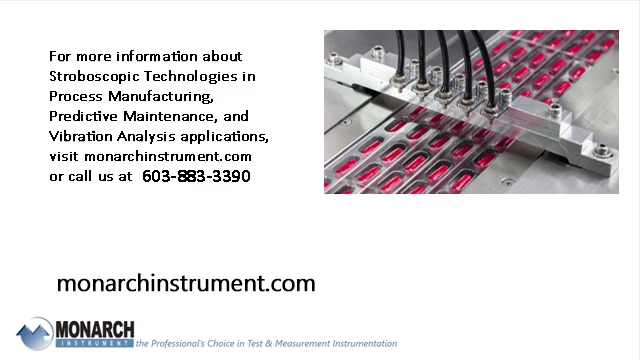 For more information about
Stroboscopic Technologies in
Process Manufacturing,
Predictive Maintenance, and
Vibration Analysis applications,
visit monarchinstrument.com
or call us at 603-883-3390
monarchinstrument.com
MONARCH
INSTRUMENT
the Professional's Choice in Test & Measurement Instrumentation